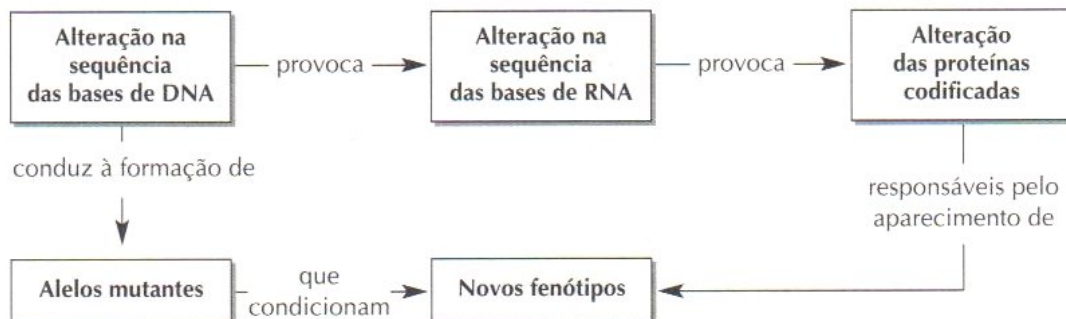 Alteração na
sequência
das bases de DNA
provoca
Alteração na
sequência
das bases de RNA
provoca
Alteração
das proteínas
codificadas
conduz à formação de
responsáveis pelo
aparecimento de
Alelos mutantes
que
condicionam
Novos fenótipos